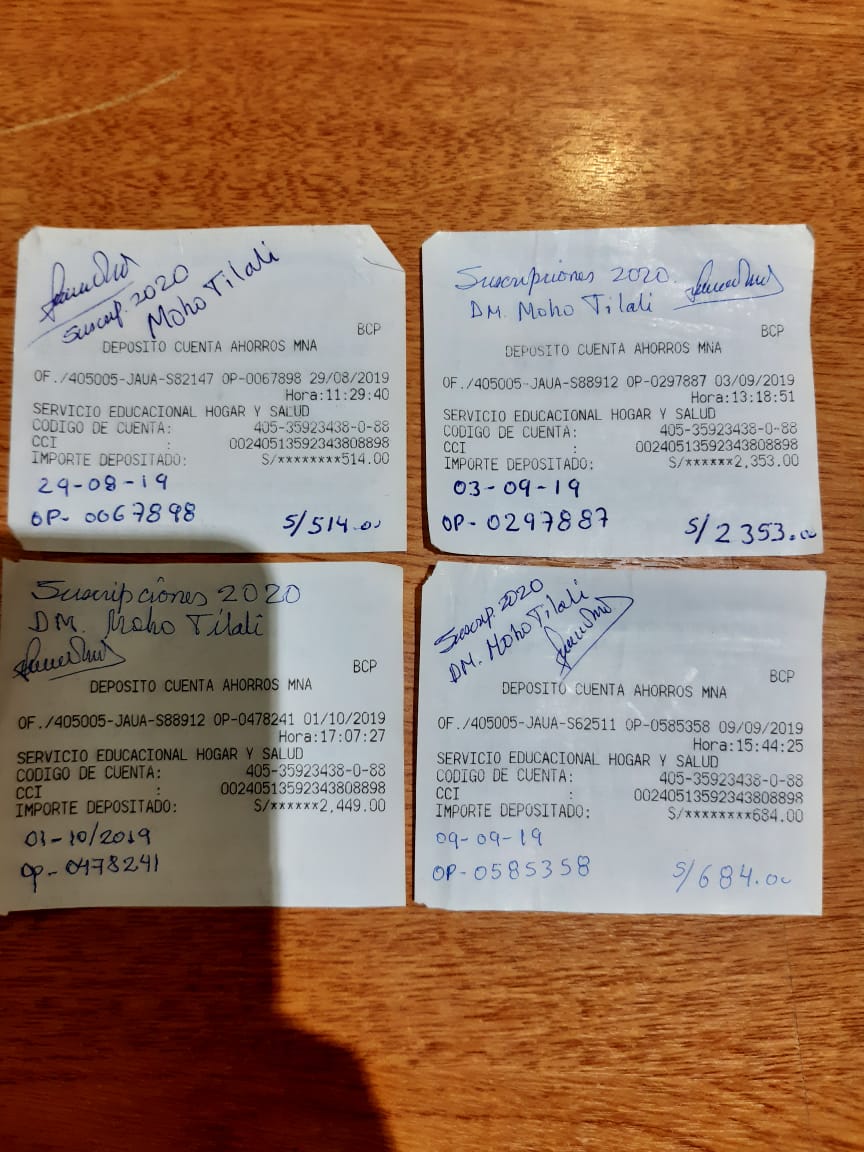 Suscrip. 2020
Moho Tilali
BCP
DEPOSITO CUENTA AHORROS MNA
OF./405005-JAUA-S82147 OP-0067898 29/08/2019
Hora:11:29:40
SERVICIO EDUCACIONAL HOGAR Y SALUD
CODIGO DE CUENTA: 405-35923438-0-88
CCI : 00240513592343808898
IMPORTE DEPOSITADO: S/********514.00
29-08-19
OP- 0067898 S/514.00
Suscripciones 2020
DM. Moho Tilali
BCP
DEPOSITO CUENTA AHORROS MNA
OF./405005-JAUA-S88912 OP-0297887 03/09/2019
Hora:13:18:51
SERVICIO EDUCACIONAL HOGAR Y SALUD
CODIGO DE CUENTA: 405-35923438-0-88
CCI : 00240513592343808898
IMPORTE DEPOSITADO: S/******2,353.00
03-09-19
OP-0297887 S/2353.00
Suscripciones 2020
DM. Moho Tilali
BCP
DEPOSITO CUENTA AHORROS MNA
OF./405005-JAUA-S88912 OP-0478241 01/10/2019
Hora:17:07:27
SERVICIO EDUCACIONAL HOGAR Y SALUD
CODIGO DE CUENTA: 405-35923438-0-88
CCI : 00240513592343808898
IMPORTE DEPOSITADO: S/******2,449.00
01-10/2019
op-0478241
Suscrip. 2020
DM. Moho Tilali
BCP
DEPOSITO CUENTA AHORROS MNA
OF./405005-JAUA-S62511 OP-0585358 09/09/2019
Hora:15:44:25
SERVICIO EDUCACIONAL HOGAR Y SALUD
CODIGO DE CUENTA: 405-35923438-0-88
CCI : 00240513592343808898
IMPORTE DEPOSITADO: S/********684.00
09-09-19
OP-0585358 S/684.00